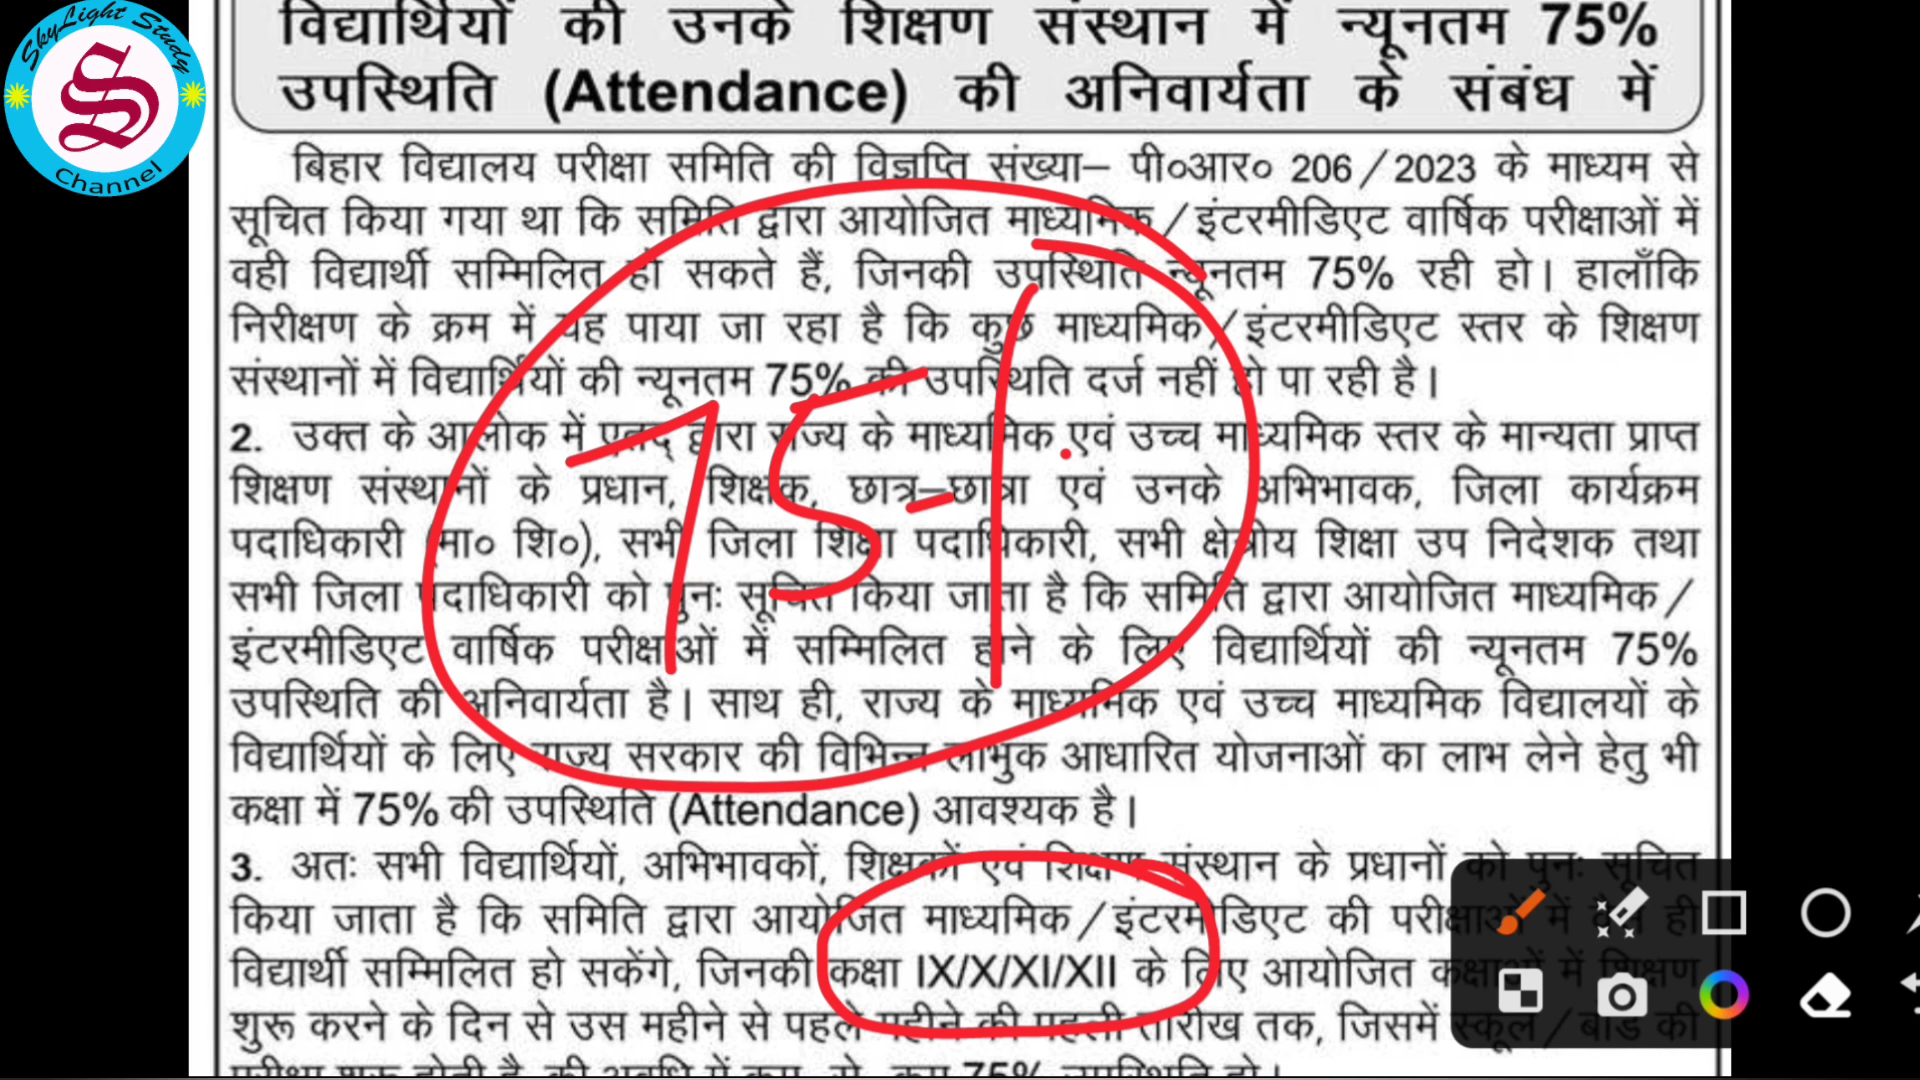 SkyLight Study
S
Channel
विद्यार्थियों की उनके शिक्षण संस्थान में न्यूनतम 75%
उपस्थिति (Attendance) की अनिवार्यता के संबंध में
बिहार विद्यालय परीक्षा समिति की विज्ञप्ति संख्या– पी०आर० 206/2023 के माध्यम से
सूचित किया गया था कि समिति द्वारा आयोजित माध्यमिक/इंटरमीडिएट वार्षिक परीक्षाओं में
वही विद्यार्थी सम्मिलित हो सकते हैं, जिनकी उपस्थिति न्यूनतम 75% रही हो। हालाँकि
निरीक्षण के क्रम में यह पाया जा रहा है कि कुछ माध्यमिक/इंटरमीडिएट स्तर के शिक्षण
संस्थानों में विद्यार्थियों की न्यूनतम 75% की उपस्थिति दर्ज नहीं हो पा रही है।
2. उक्त के आलोक में एतद् द्वारा राज्य के माध्यमिक एवं उच्च माध्यमिक स्तर के मान्यता प्राप्त
शिक्षण संस्थानों के प्रधान, शिक्षक, छात्र–छात्रा एवं उनके अभिभावक, जिला कार्यक्रम
पदाधिकारी (मा० शि०), सभी जिला शिक्षा पदाधिकारी, सभी क्षेत्रीय शिक्षा उप निदेशक तथा
सभी जिला पदाधिकारी को पुनः सूचित किया जाता है कि समिति द्वारा आयोजित माध्यमिक/
इंटरमीडिएट वार्षिक परीक्षाओं में सम्मिलित होने के लिए विद्यार्थियों की न्यूनतम 75%
उपस्थिति की अनिवार्यता है। साथ ही, राज्य के माध्यमिक एवं उच्च माध्यमिक विद्यालयों के
विद्यार्थियों के लिए राज्य सरकार की विभिन्न लाभुक आधारित योजनाओं का लाभ लेने हेतु भी
कक्षा में 75% की उपस्थिति (Attendance) आवश्यक है।
3. अतः सभी विद्यार्थियों, अभिभावकों, शिक्षकों एवं शिक्षण संस्थान के प्रधानों को पुनः सूचित
किया जाता है कि समिति द्वारा आयोजित माध्यमिक/इंटरमीडिएट की परीक्षाओं में वैसे ही
विद्यार्थी सम्मिलित हो सकेंगे, जिनकी कक्षा IX/X/XI/XII के लिए आयोजित कक्षाओं में शिक्षण
शुरू करने के दिन से उस महीने से पहले महीने की पहली तारीख तक, जिसमें स्कूल/बोर्ड की
परीक्षा शुरू होती है, की अवधि में कम से कम 75% उपस्थिति हो।
75